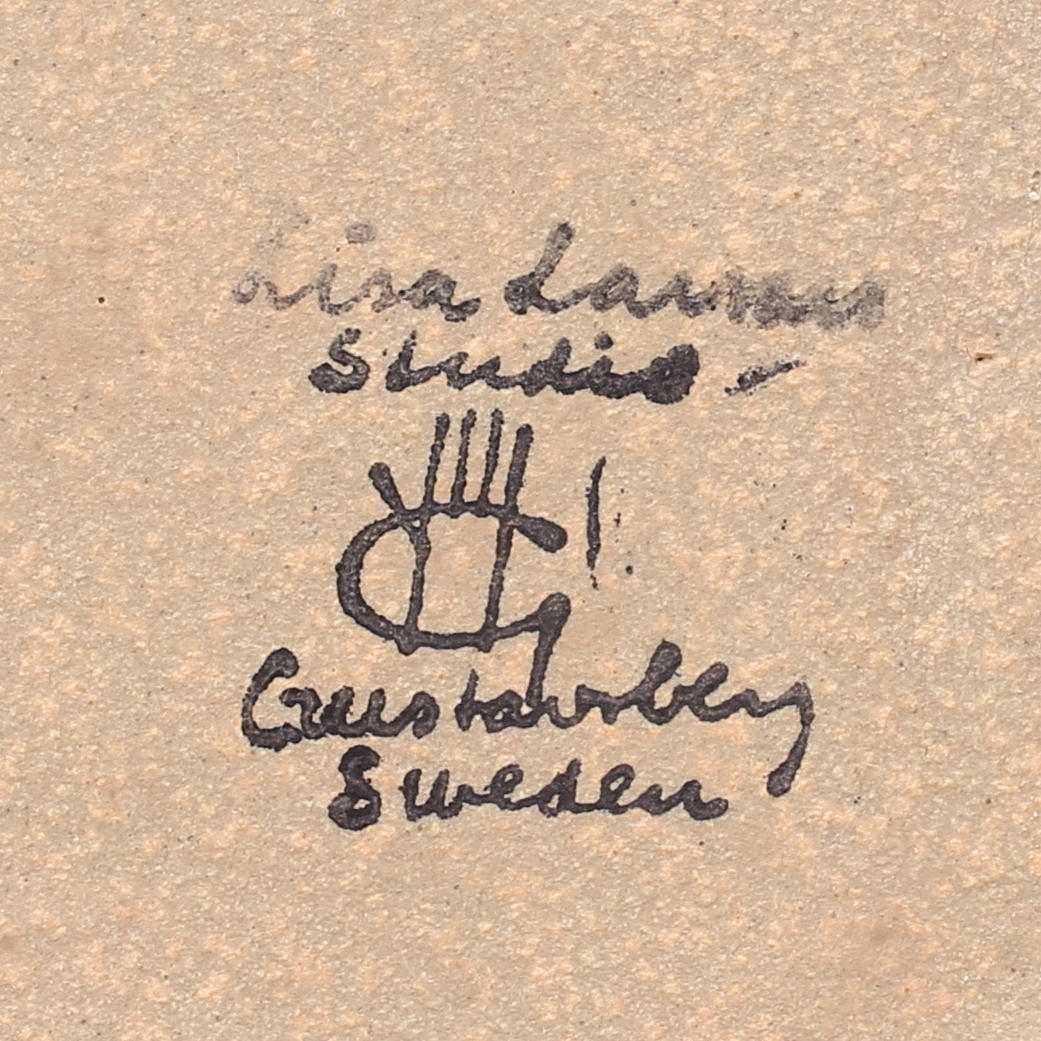 Lisa Larson
Studio -
G
Gustavsberg
Sweden